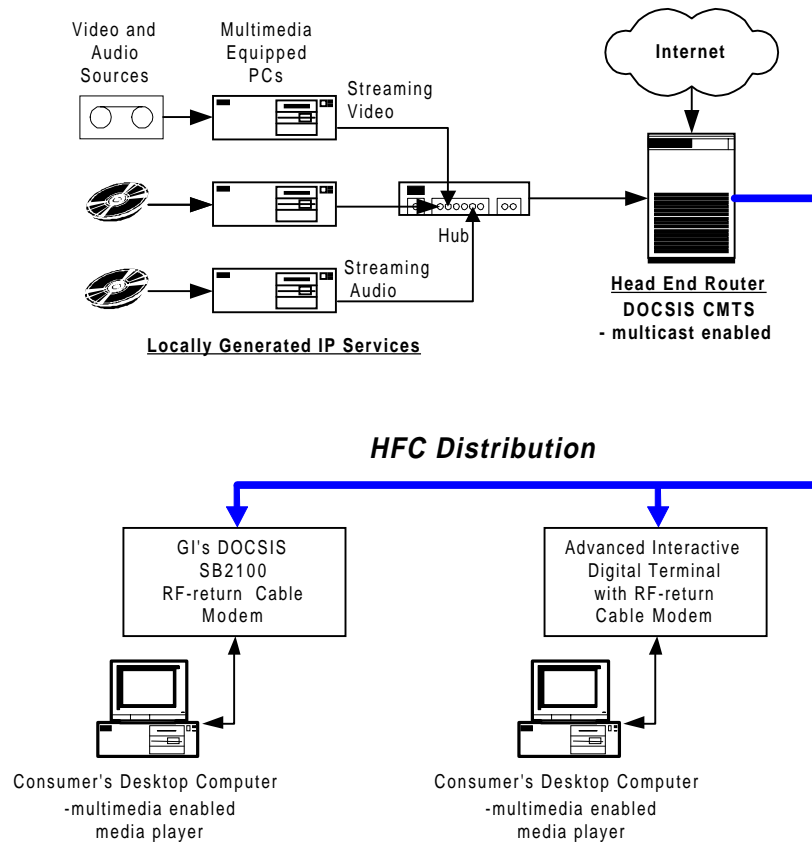 Video and
Audio
Sources
Multimedia
Equipped
PCs
Streaming
Video
Internet
Hub
Streaming
Audio
Head End Router
DOCSIS CMTS
- multicast enabled
Locally Generated IP Services
HFC Distribution
GI's DOCSIS
SB2100
RF-return Cable
Modem
Advanced Interactive
Digital Terminal
with RF-return
Cable Modem
Consumer's Desktop Computer
-multimedia enabled
media player
Consumer's Desktop Computer
-multimedia enabled
media player